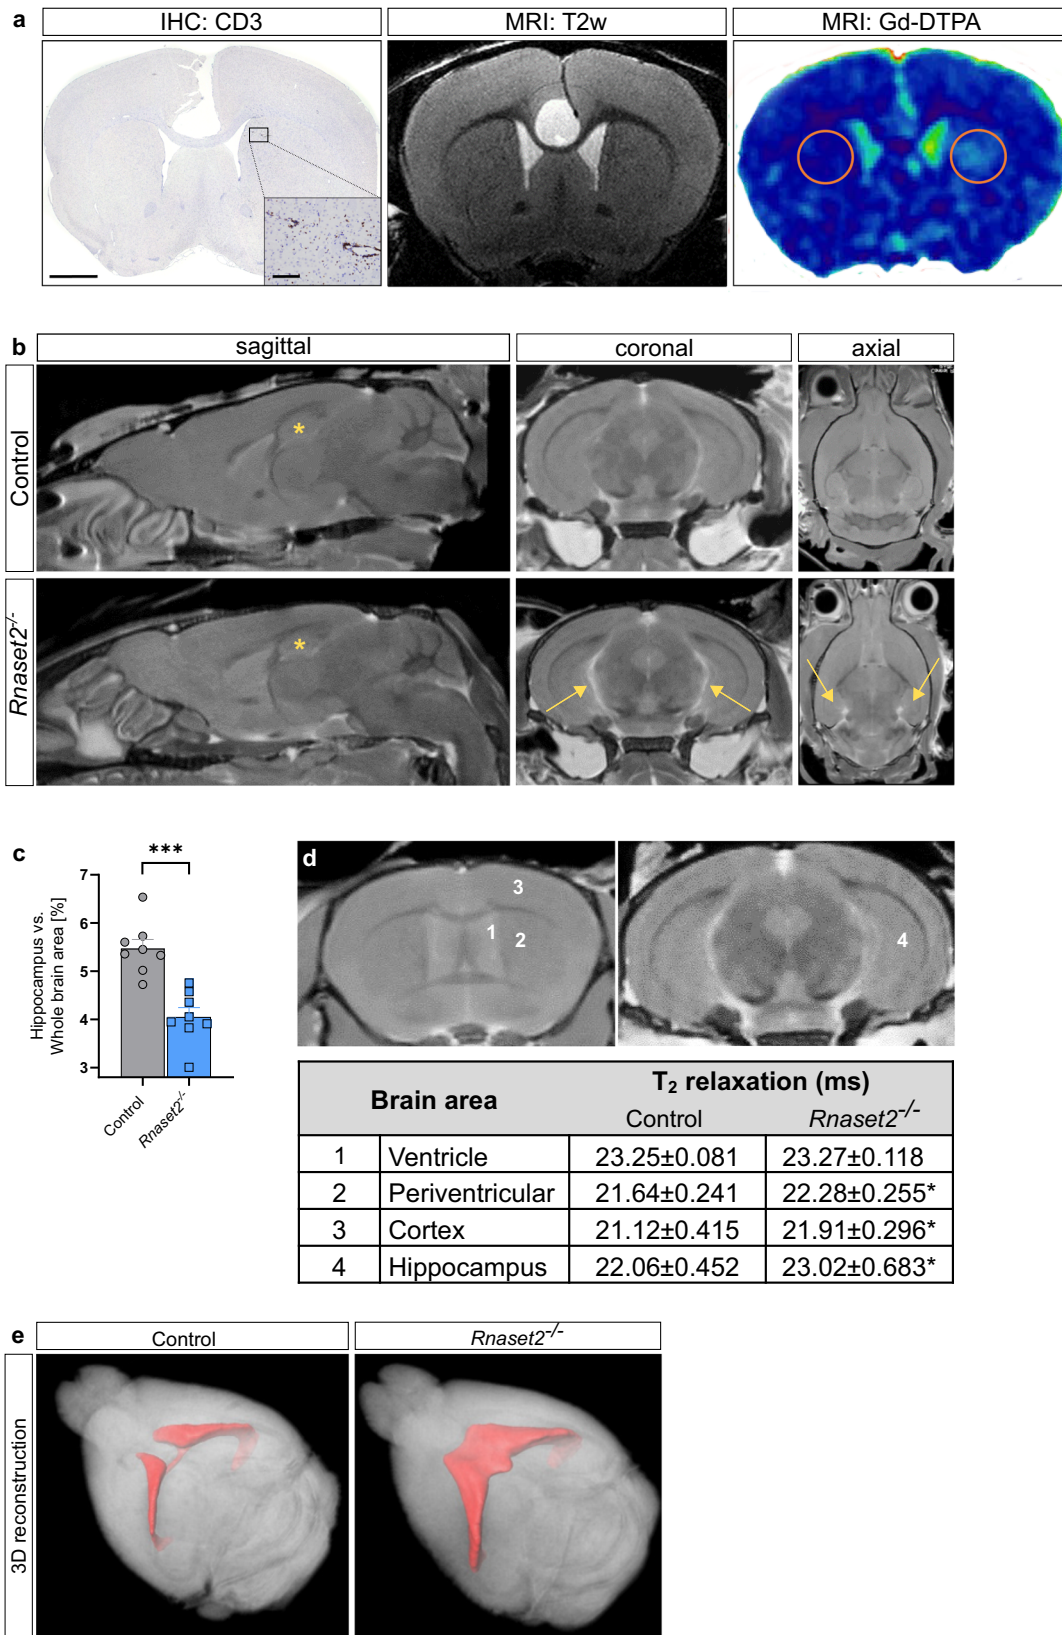 a
IHC: CD3
MRI: T2w
MRI: Gd-DTPA
b
sagittal
coronal
axial
Control
*
Rnaset2-/-
*
c
***
Hippocampus vs.
Whole brain area [%]
7
6
5
4
3
Control
Rnaset2-/-
d
3
1
2
4
Brain area
T2 relaxation (ms)
Control Rnaset2-/-
1 Ventricle 23.25±0.081 23.27±0.118
2 Periventricular 21.64±0.241 22.28±0.255*
3 Cortex 21.12±0.415 21.91±0.296*
4 Hippocampus 22.06±0.452 23.02±0.683*
e
Control
Rnaset2-/-
3D reconstruction